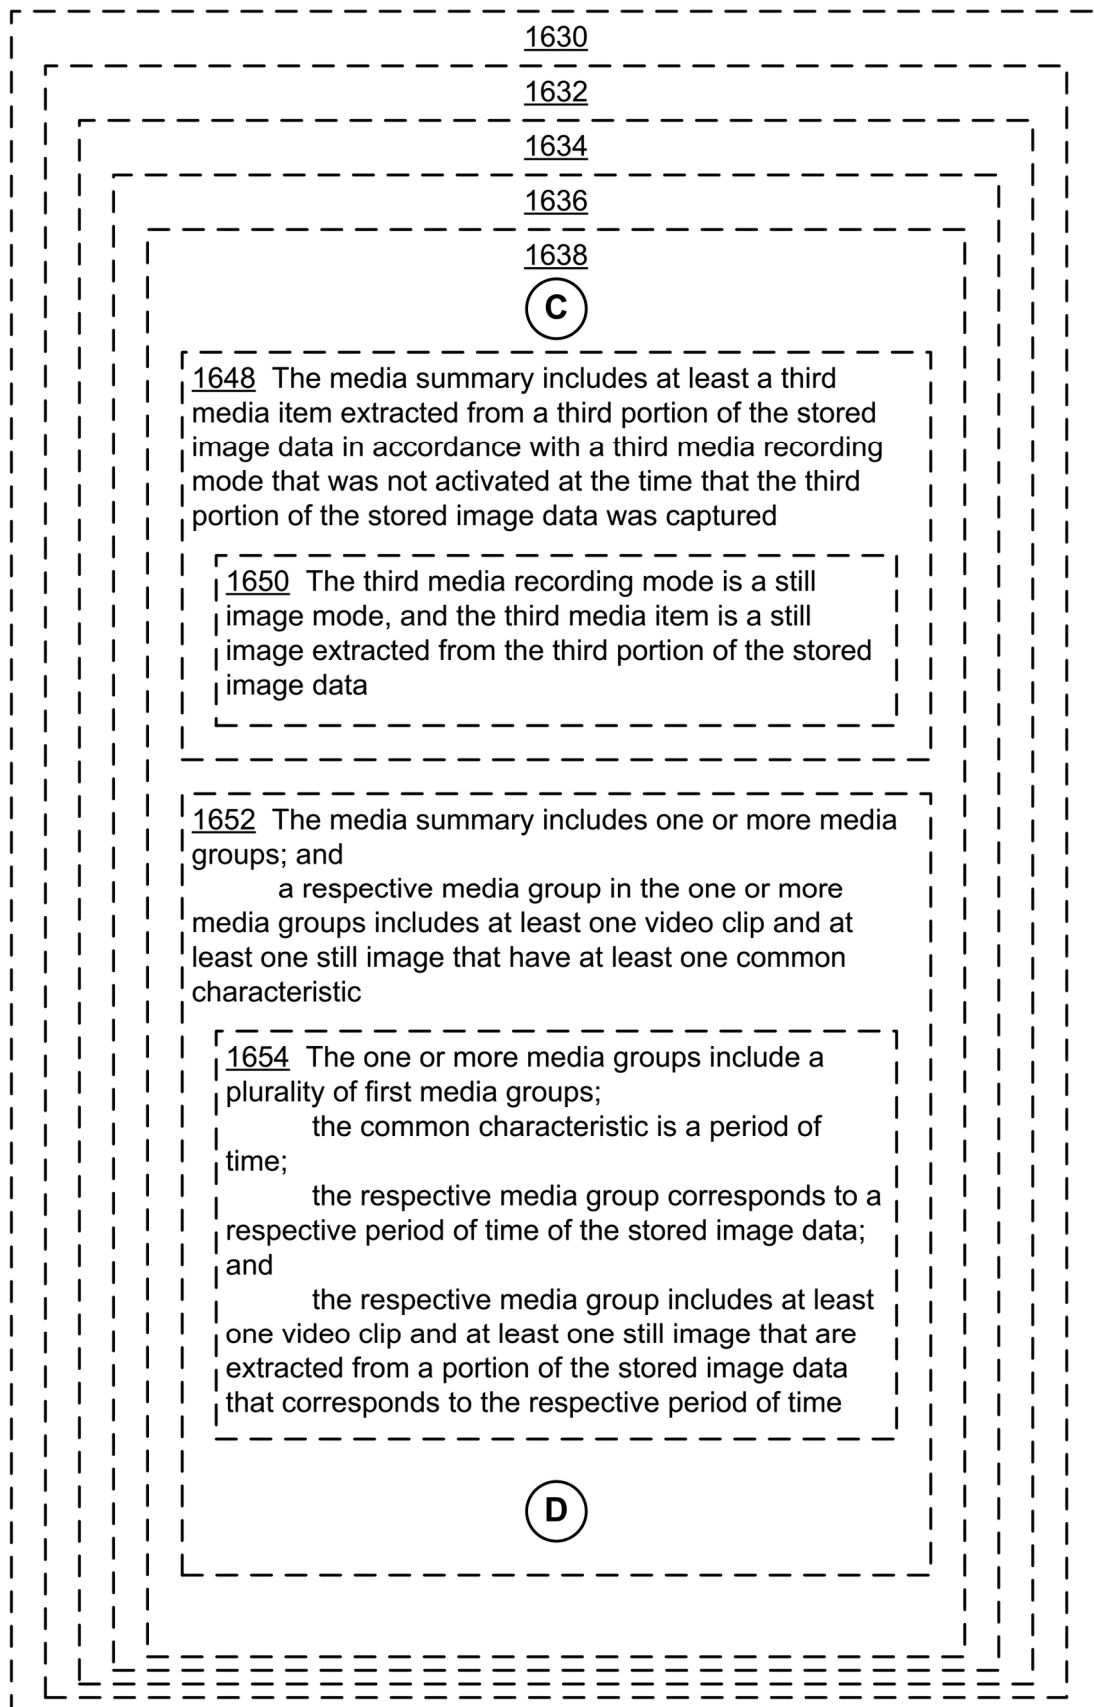 1630
1632
1634
1636
1638
C
1648 The media summary includes at least a third
media item extracted from a third portion of the stored
image data in accordance with a third media recording
mode that was not activated at the time that the third
portion of the stored image data was captured
1650 The third media recording mode is a still
image mode, and the third media item is a still
image extracted from the third portion of the stored
image data
1652 The media summary includes one or more media
groups; and
a respective media group in the one or more
media groups includes at least one video clip and at
least one still image that have at least one common
characteristic
1654 The one or more media groups include a
plurality of first media groups;
the common characteristic is a period of
time;
the respective media group corresponds to a
respective period of time of the stored image data;
and
the respective media group includes at least
one video clip and at least one still image that are
extracted from a portion of the stored image data
that corresponds to the respective period of time
D